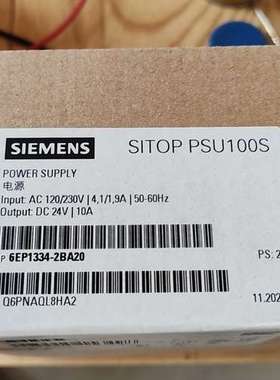 SIEMENS
SITOP PSU100S
POWER SUPPLY
电源
Input: AC 120/230V | 4,1/1,9A | 50-60Hz
Output: DC 24V | 10A
P 6EP1334-2BA20
PS: 2
Q6PNAQL8HA2
11.202